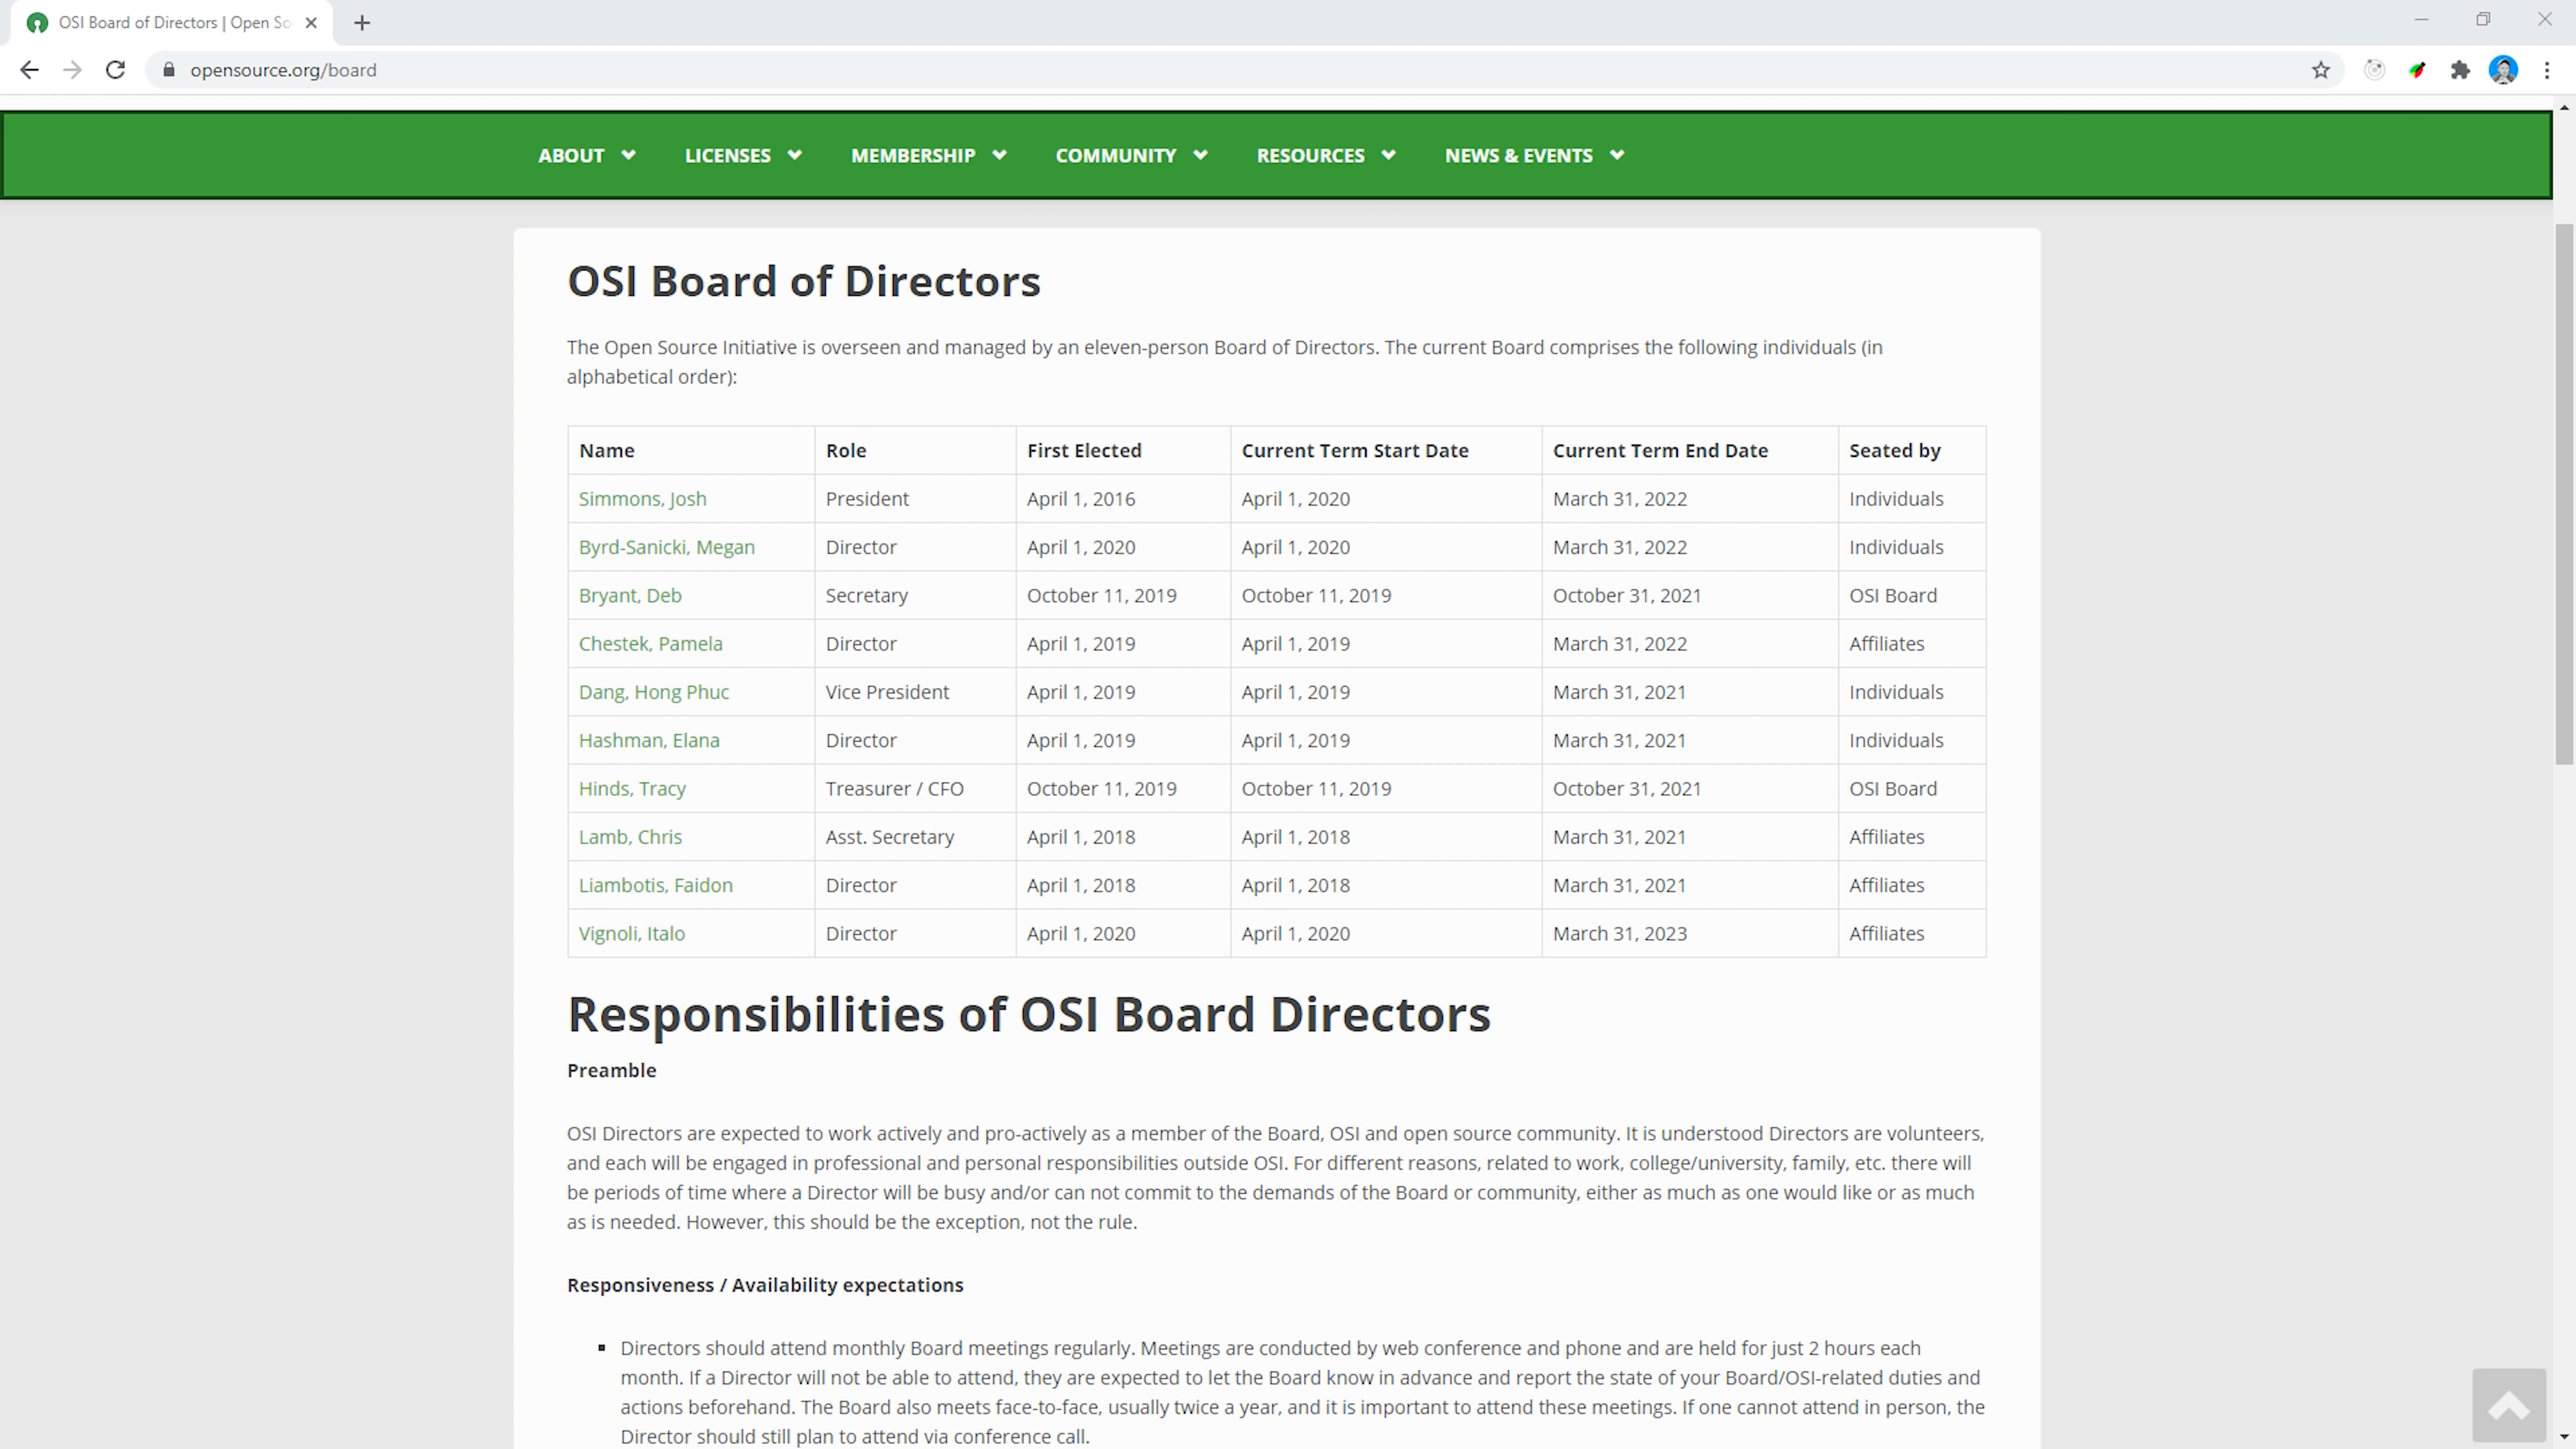 OSI Board of Directors | Open So
opensource.org/board
ABOUT LICENSES MEMBERSHIP COMMUNITY RESOURCES NEWS & EVENTS
OSI Board of Directors
The Open Source Initiative is overseen and managed by an eleven-person Board of Directors. The current Board comprises the following individuals (in
alphabetical order):
Name Role First Elected Current Term Start Date Current Term End Date Seated by
Simmons, Josh President April 1, 2016 April 1, 2020 March 31, 2022 Individuals
Byrd-Sanicki, Megan Director April 1, 2020 April 1, 2020 March 31, 2022 Individuals
Bryant, Deb Secretary October 11, 2019 October 11, 2019 October 31, 2021 OSI Board
Chestek, Pamela Director April 1, 2019 April 1, 2019 March 31, 2022 Affiliates
Dang, Hong Phuc Vice President April 1, 2019 April 1, 2019 March 31, 2021 Individuals
Hashman, Elana Director April 1, 2019 April 1, 2019 March 31, 2021 Individuals
Hinds, Tracy Treasurer / CFO October 11, 2019 October 11, 2019 October 31, 2021 OSI Board
Lamb, Chris Asst. Secretary April 1, 2018 April 1, 2018 March 31, 2021 Affiliates
Liambotis, Faidon Director April 1, 2018 April 1, 2018 March 31, 2021 Affiliates
Vignoli, Italo Director April 1, 2020 April 1, 2020 March 31, 2023 Affiliates
Responsibilities of OSI Board Directors
Preamble
OSI Directors are expected to work actively and pro-actively as a member of the Board, OSI and open source community. It is understood Directors are volunteers,
and each will be engaged in professional and personal responsibilities outside OSI. For different reasons, related to work, college/university, family, etc. there will
be periods of time where a Director will be busy and/or can not commit to the demands of the Board or community, either as much as one would like or as much
as is needed. However, this should be the exception, not the rule.
Responsiveness / Availability expectations
▪ Directors should attend monthly Board meetings regularly. Meetings are conducted by web conference and phone and are held for just 2 hours each
month. If a Director will not be able to attend, they are expected to let the Board know in advance and report the state of your Board/OSI-related duties and
actions beforehand. The Board also meets face-to-face, usually twice a year, and it is important to attend these meetings. If one cannot attend in person, the
Director should still plan to attend via conference call.